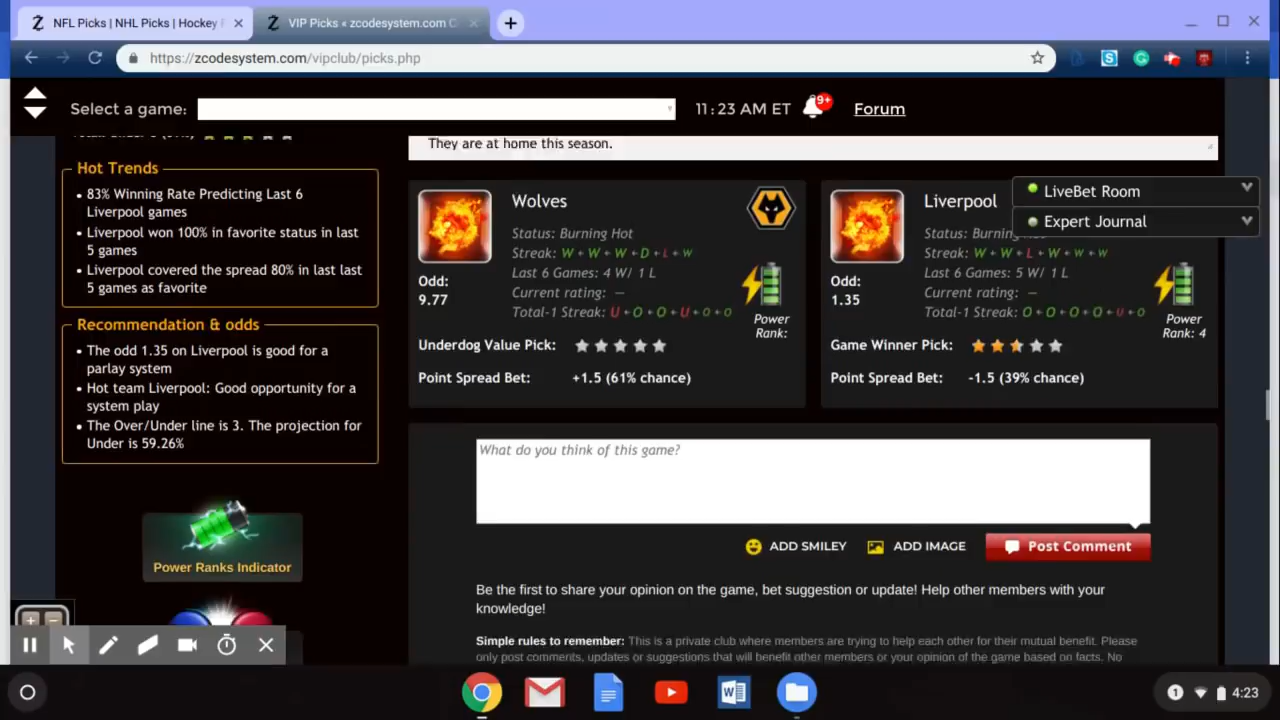 NFL Picks | NHL Picks | Hockey
VIP Picks « zcodesystem.com
https://zcodesystem.com/vipclub/picks.php
Select a game:
11:23 AM ET
9+
Forum
They are at home this season.
Hot Trends
83% Winning Rate Predicting Last 6
Liverpool games
Liverpool won 100% in favorite status in last
5 games
Liverpool covered the spread 80% in last last
5 games as favorite
Recommendation & odds
The odd 1.35 on Liverpool is good for a
parlay system
Hot team Liverpool: Good opportunity for a
system play
The Over/Under line is 3. The projection for
Under is 59.26%
Power Ranks Indicator
Wolves
Status: Burning Hot
Streak: W + W + W + D + L + W
Last 6 Games: 4 W/ 1 L
Odd:
9.77
Current rating: —
Total-1 Streak: U + O + O + U + O + O
Power
Rank:
Underdog Value Pick:
Point Spread Bet: +1.5 (61% chance)
Liverpool
Status: Burning
Streak: W + W + L + W + W + W
Last 6 Games: 5 W/ 1 L
Odd:
1.35
Current rating: —
Total-1 Streak: O + O + O + O + U + O
Power
Rank: 4
Game Winner Pick:
Point Spread Bet: -1.5 (39% chance)
LiveBet Room
Expert Journal
What do you think of this game?
ADD SMILEY
ADD IMAGE
Post Comment
Be the first to share your opinion on the game, bet suggestion or update! Help other members with your
knowledge!
Simple rules to remember: This is a private club where members are trying to help each other for their mutual benefit. Please
only post comments, updates or suggestions that will benefit other members or your opinion of the game based on facts. No
1
4:23